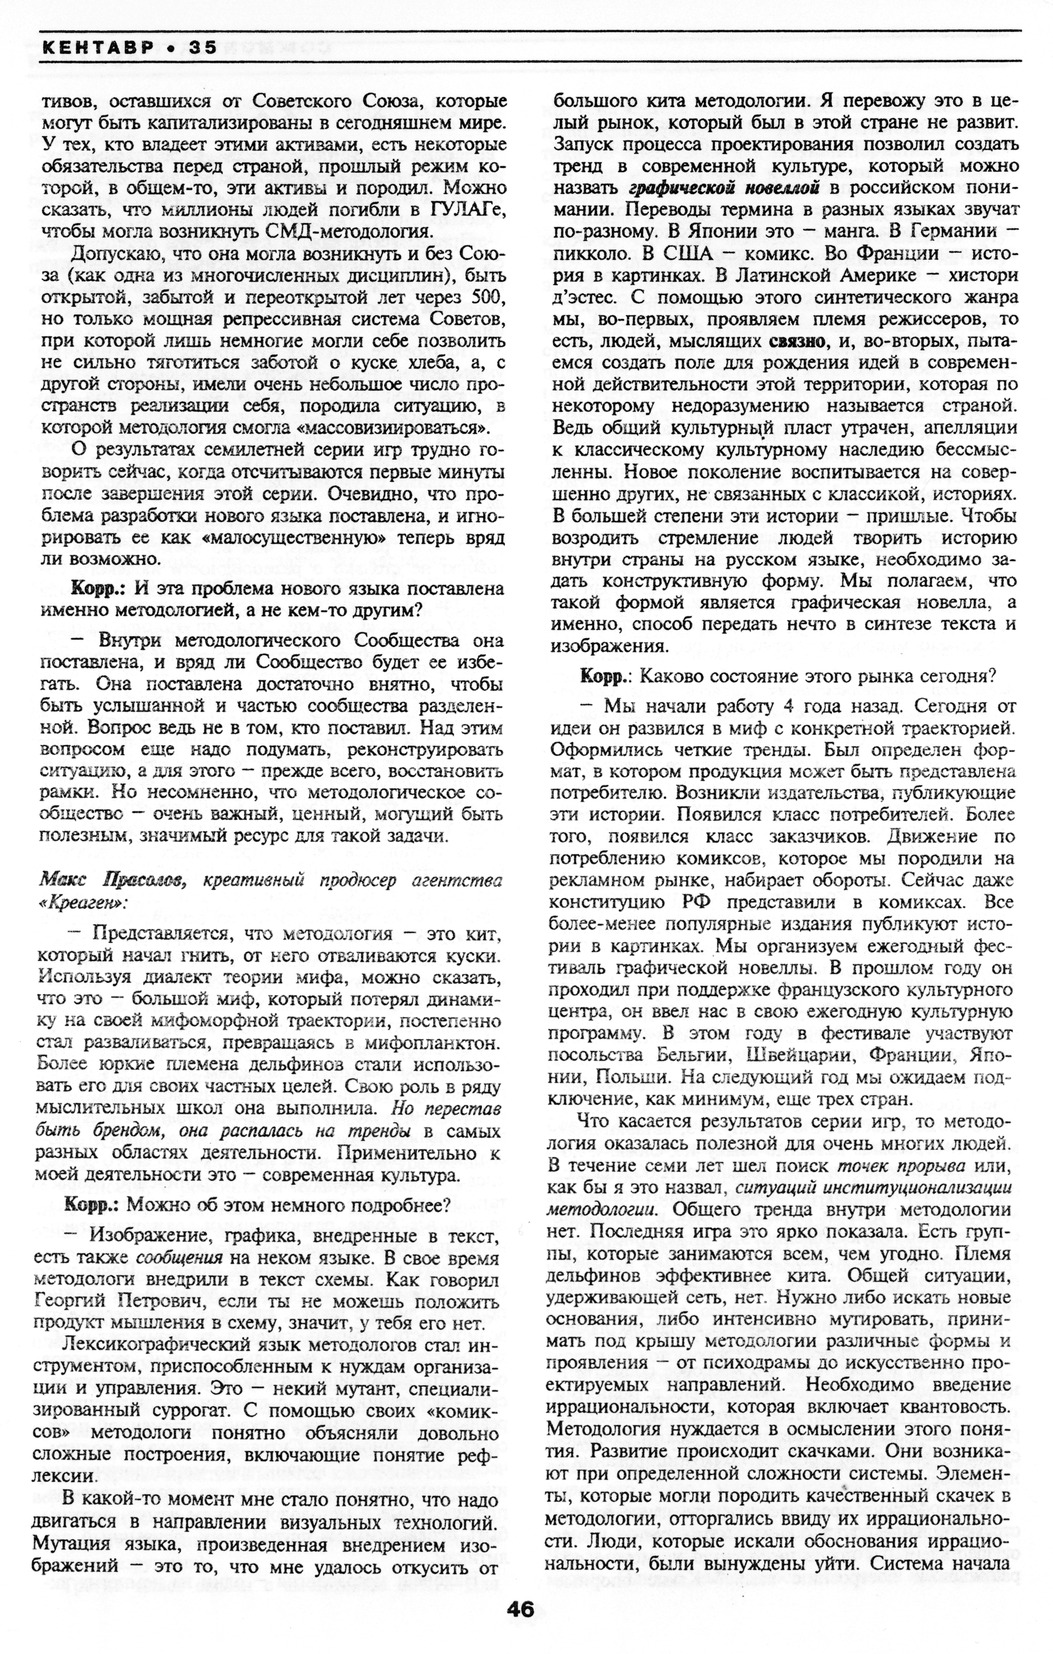 КЕНТАВР • 35
тивов, оставшихся от Советского Союза, которые
могут быть капитализированы в сегодняшнем мире.
У тех, кто владеет этими активами, есть некоторые
обязательства перед страной, прошлый режим ко-
торой, в общем-то, эти активы и породил. Можно
сказать, что миллионы людей погибли в ГУЛАГе,
чтобы могла возникнуть СМД-методология.
Допускаю, что она могла возникнуть и без Сою-
за (как одна из многочисленных дисциплин), быть
открытой, забытой и переоткрытой лет через 500,
но только мощная репрессивная система Советов,
при которой лишь немногие могли себе позволить
не сильно тяготиться заботой о куске хлеба, а, с
другой стороны, имели очень небольшое число про-
странств реализации себя, породила ситуацию, в
которой методология смогла «массовизиироваться».
О результатах семилетней серии игр трудно го-
ворить сейчас, когда отсчитываются первые минуты
после завершения этой серии. Очевидно, что про-
блема разработки нового языка поставлена, и игно-
рировать ее как «малосущественную» теперь вряд
ли возможно.
Корр.: И эта проблема нового языка поставлена
именно методологией, а не кем-то другим?
— Внутри методологического Сообщества она
поставлена, и вряд ли Сообщество будет ее избе-
гать. Она поставлена достаточно внятно, чтобы
быть услышанной и частью сообщества разделен-
ной. Вопрос ведь не в том, кто поставил. Над этим
вопросом еще надо подумать, реконструировать
ситуацию, а для этого — прежде всего, восстановить
рамки. Но несомненно, что методологическое со-
общество — очень важный, ценный, могущий быть
полезным, значимый ресурс для такой задачи.
Макс Прасолов, креативный продюсер агентства
«Креаген»:
— Представляется, что методология — это кит,
который начал гнить, от него отваливаются куски.
Используя диалект теории мифа, можно сказать,
что это — большой миф, который потерял динами-
ку на своей мифоморфной траектории, постепенно
стал разваливаться, превращаясь в мифопланктон.
Более юркие племена дельфинов стали использо-
вать его для своих частных целей. Свою роль в ряду
мыслительных школ она выполнила. Но перестав
быть брендом, она распалась на тренды в самых
разных областях деятельности. Применительно к
моей деятельности это — современная культура.
Корр.: Можно об этом немного подробнее?
— Изображение, графика, внедренные в текст,
есть также сообщения на неком языке. В свое время
методологи внедрили в текст схемы. Как говорил
Георгий Петрович, если ты не можешь положить
продукт мышления в схему, значит, у тебя его нет.
Лексикографический язык методологов стал ин-
струментом, приспособленным к нуждам организа-
ции и управления. Это — некий мутант, специали-
зированный суррогат. С помощью своих «комик-
сов» методологи понятно объясняли довольно
сложные построения, включающие понятие реф-
лексии.
В какой-то момент мне стало понятно, что надо
двигаться в направлении визуальных технологий.
Мутация языка, произведенная внедрением изо-
бражений — это то, что мне удалось откусить от
большого кита методологии. Я перевожу это в це-
лый рынок, который был в этой стране не развит.
Запуск процесса проектирования позволил создать
тренд в современной культуре, который можно
назвать графической новеллой в российском пони-
мании. Переводы термина в разных языках звучат
по-разному. В Японии это — манга. В Германии —
пикколо. В США — комикс. Во Франции — исто-
рия в картинках. В Латинской Америке — хистори
д’эстес. С помощью этого синтетического жанра
мы, во-первых, проявляем племя режиссеров, то
есть, людей, мыслящих связно, и, во-вторых, пыта-
емся создать поле для рождения идей в современ-
ной действительности этой территории, которая по
некоторому недоразумению называется страной.
Ведь общий культурный пласт утрачен, апелляции
к классическому культурному наследию бессмыс-
ленны. Новое поколение воспитывается на совер-
шенно других, не связанных с классикой, историях.
В большей степени эти истории — пришлые. Чтобы
возродить стремление людей творить историю
внутри страны на русском языке, необходимо за-
дать конструктивную форму. Мы полагаем, что
такой формой является графическая новелла, а
именно, способ передать нечто в синтезе текста и
изображения.
Корр.: Каково состояние этого рынка сегодня?
— Мы начали работу 4 года назад. Сегодня от
идеи он развился в миф с конкретной траекторией.
Оформились четкие тренды. Был определен фор-
мат, в котором продукция может быть представлена
потребителю. Возникли издательства, публикующие
эти истории. Появился класс потребителей. Более
того, появился класс заказчиков. Движение по
потреблению комиксов, которое мы породили на
рекламном рынке, набирает обороты. Сейчас даже
конституцию РФ представили в комиксах. Все
более-менее популярные издания публикуют исто-
рии в картинках. Мы организуем ежегодный фес-
тиваль графической новеллы. В прошлом году он
проходил при поддержке французского культурного
центра, он ввел нас в свою ежегодную культурную
программу. В этом году в фестивале участвуют
посольства Бельгии, Швейцарии, Франции, Япо-
нии, Польши. На следующий год мы ожидаем под-
ключение, как минимум, еще трех стран.
Что касается результатов серии игр, то методо-
логия оказалась полезной для очень многих людей.
В течение семи лет шел поиск точек прорыва или,
как бы я это назвал, ситуаций институционализации
методологии. Общего тренда внутри методологии
нет. Последняя игра это ярко показала. Есть груп-
пы, которые занимаются всем, чем угодно. Племя
дельфинов эффективнее кита. Общей ситуации,
удерживающей сеть, нет. Нужно либо искать новые
основания, либо интенсивно мутировать, прини-
мать под крышу методологии различные формы и
проявления — от психодрамы до искусственно про-
ектируемых направлений. Необходимо введение
иррациональности, которая включает квантовость.
Методология нуждается в осмыслении этого поня-
тия. Развитие происходит скачками. Они возника-
ют при определенной сложности системы. Элемен-
ты, которые могли породить качественный скачек в
методологии, отторгались ввиду их иррационально-
сти. Люди, которые искали обоснования иррацио-
нальности, были вынуждены уйти. Система начала
46